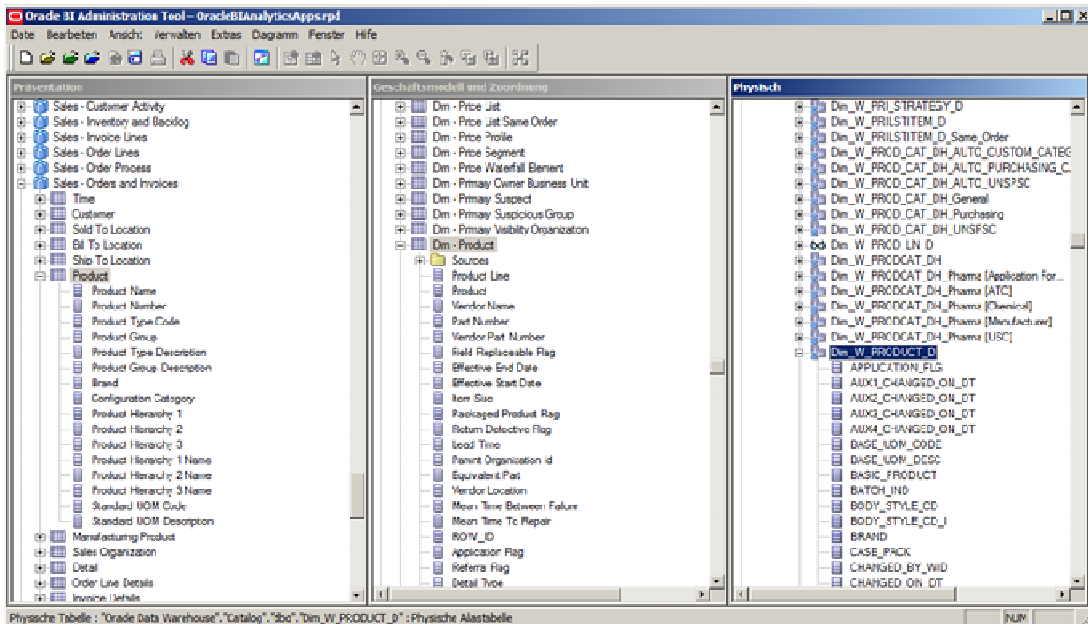 Oracle BI Administration Tool - OracleBIAnalyticsApps.rpd
Datei Bearbeiten Ansicht Verwalten Extras Diagramm Fenster Hilfe
Präsentation
Sales - Customer Activity
Sales - Inventory and Backlog
Sales - Invoice Lines
Sales - Order Lines
Sales - Order Process
Sales - Orders and Invoices
Time
Customer
Sold To Location
Bill To Location
Ship To Location
Product
Product Name
Product Number
Product Type Code
Product Group
Product Type Description
Product Group Description
Brand
Configuration Category
Product Hierarchy 1
Product Hierarchy 2
Product Hierarchy 3
Product Hierarchy 1 Name
Product Hierarchy 2 Name
Product Hierarchy 3 Name
Standard UOM Code
Standard UOM Description
Manufacturing Product
Sales Organization
Detail
Order Line Details
Invoice Details
Geschäftsmodell und Zuordnung
Dim - Price List
Dim - Price List Same Order
Dim - Price Profile
Dim - Price Segment
Dim - Price Waterfall Element
Dim - Primary Owner Business Unit
Dim - Primary Suspect
Dim - Primary Suspicious Group
Dim - Primary Visibility Organization
Dim - Product
Sources
Product Line
Product
Vendor Name
Part Number
Vendor Part Number
Field Replaceable Flag
Effective End Date
Effective Start Date
Item Size
Packaged Product Flag
Return Defective Flag
Lead Time
Parent Organization Id
Equivalent Part
Vendor Location
Mean Time Between Failure
Mean Time To Repair
ROW_ID
Application Flag
Referral Flag
Detail Type
Physisch
Dim_W_PRI_STRATEGY_D
Dim_W_PRILSTITEM_D
Dim_W_PRILSTITEM_D_Same_Order
Dim_W_PROD_CAT_DH_AUTO_CUSTOM_CATEG
Dim_W_PROD_CAT_DH_AUTO_PURCHASING_C
Dim_W_PROD_CAT_DH_AUTO_UNSPSC
Dim_W_PROD_CAT_DH_General
Dim_W_PROD_CAT_DH_Purchasing
Dim_W_PROD_CAT_DH_UNSPSC
Dim_W_PROD_LN_D
Dim_W_PRODCAT_DH
Dim_W_PRODCAT_DH_Pharma (Application For...
Dim_W_PRODCAT_DH_Pharma (ATC)
Dim_W_PRODCAT_DH_Pharma (Chemical)
Dim_W_PRODCAT_DH_Pharma (Manufacturer)
Dim_W_PRODCAT_DH_Pharma (USC)
Dim_W_PRODUCT_D
APPLICATION_FLG
AUX1_CHANGED_ON_DT
AUX2_CHANGED_ON_DT
AUX3_CHANGED_ON_DT
AUX4_CHANGED_ON_DT
BASE_UOM_CODE
BASE_UOM_DESC
BASIC_PRODUCT
BATCH_IND
BODY_STYLE_CD
BODY_STYLE_CD_I
BRAND
CASE_PACK
CHANGED_BY_WID
CHANGED_ON_DT
Physische Tabelle : "Oracle Data Warehouse"."Catalog"."dbo"."Dim_W_PRODUCT_D" : Physische Aliastabelle
NUM